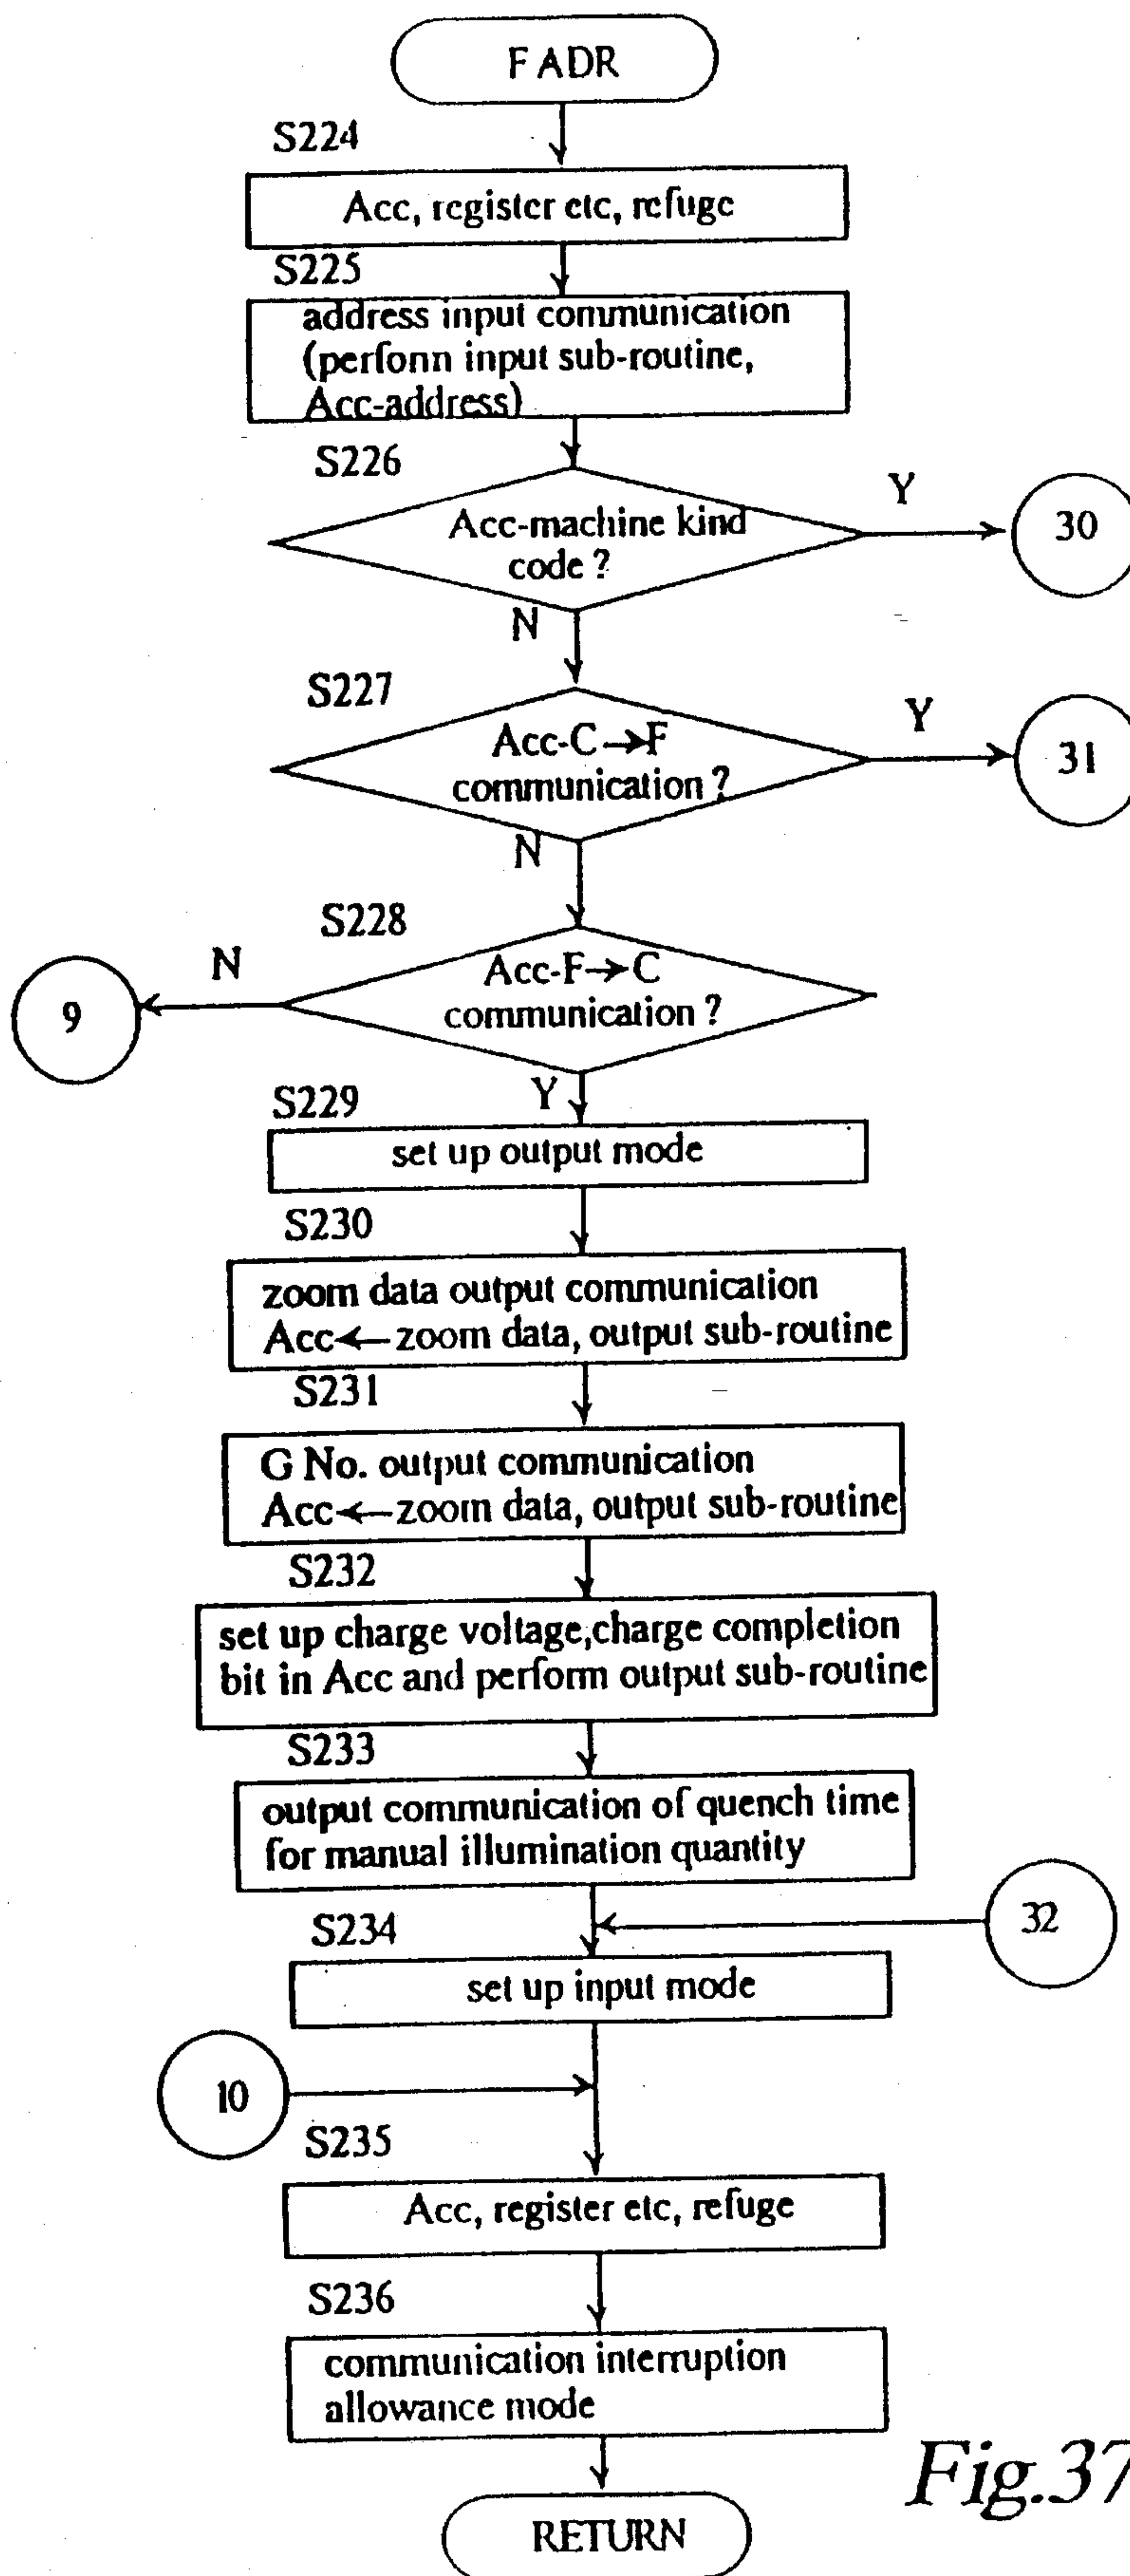 F ADR
S224
Acc, register etc, refuge
S225
address input communication
(perfonn input sub-routine,
Acc-address)
S226
Acc-machine kind
code ?
Y
30
N
S227
Acc-C→F
communication ?
Y
31
N
S228
Acc-F→C
communication ?
N
9
Y
S229
set up output mode
S230
zoom data output communication
Acc←zoom data, output sub-routine
S231
G No. output communication
Acc←zoom data, output sub-routine
S232
set up charge voltage,charge completion
bit in Acc and perform output sub-routine
S233
output communication of quench time
for manual illumination quantity
32
S234
set up input mode
10
S235
Acc, register etc, refuge
S236
communication interruption
allowance mode
Fig.37
RETURN